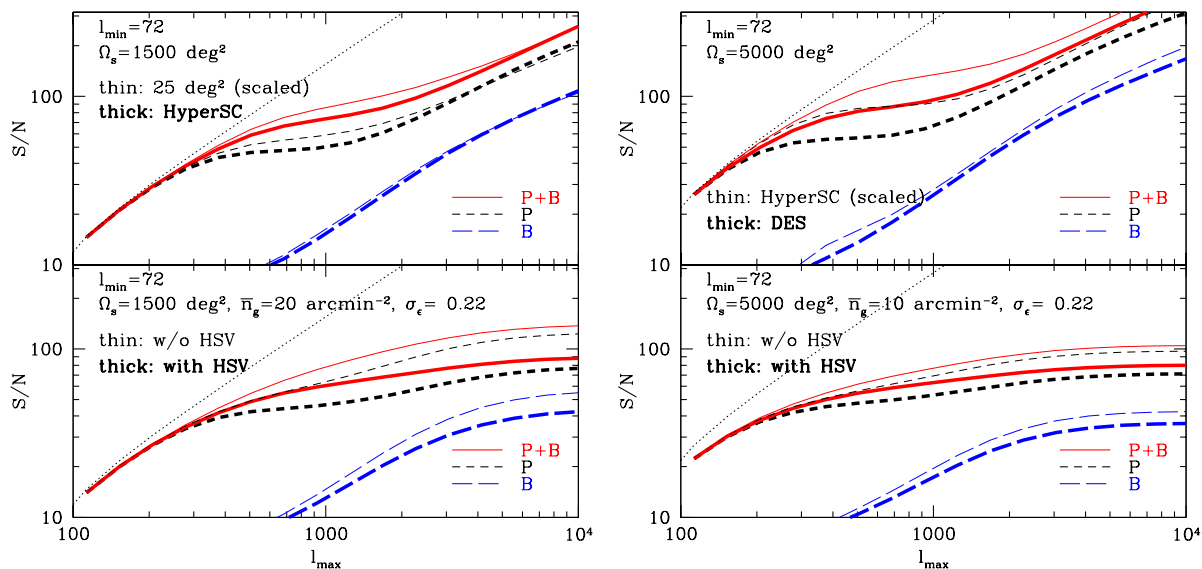 l_min=72
Ω_s=1500 deg²
thin: 25 deg² (scaled)
thick: HyperSC
P+B
P
B
S/N
100
10
l_min=72
Ω_s=5000 deg²
thin: HyperSC (scaled)
thick: DES
P+B
P
B
S/N
100
10
l_min=72
Ω_s=1500 deg², n̅_g=20 arcmin⁻², σ_ε= 0.22
thin: w/o HSV
thick: with HSV
P+B
P
B
S/N
100
10
100
1000
10⁴
l_max
l_min=72
Ω_s=5000 deg², n̅_g=10 arcmin⁻², σ_ε= 0.22
thin: w/o HSV
thick: with HSV
P+B
P
B
S/N
100
10
100
1000
10⁴
l_max